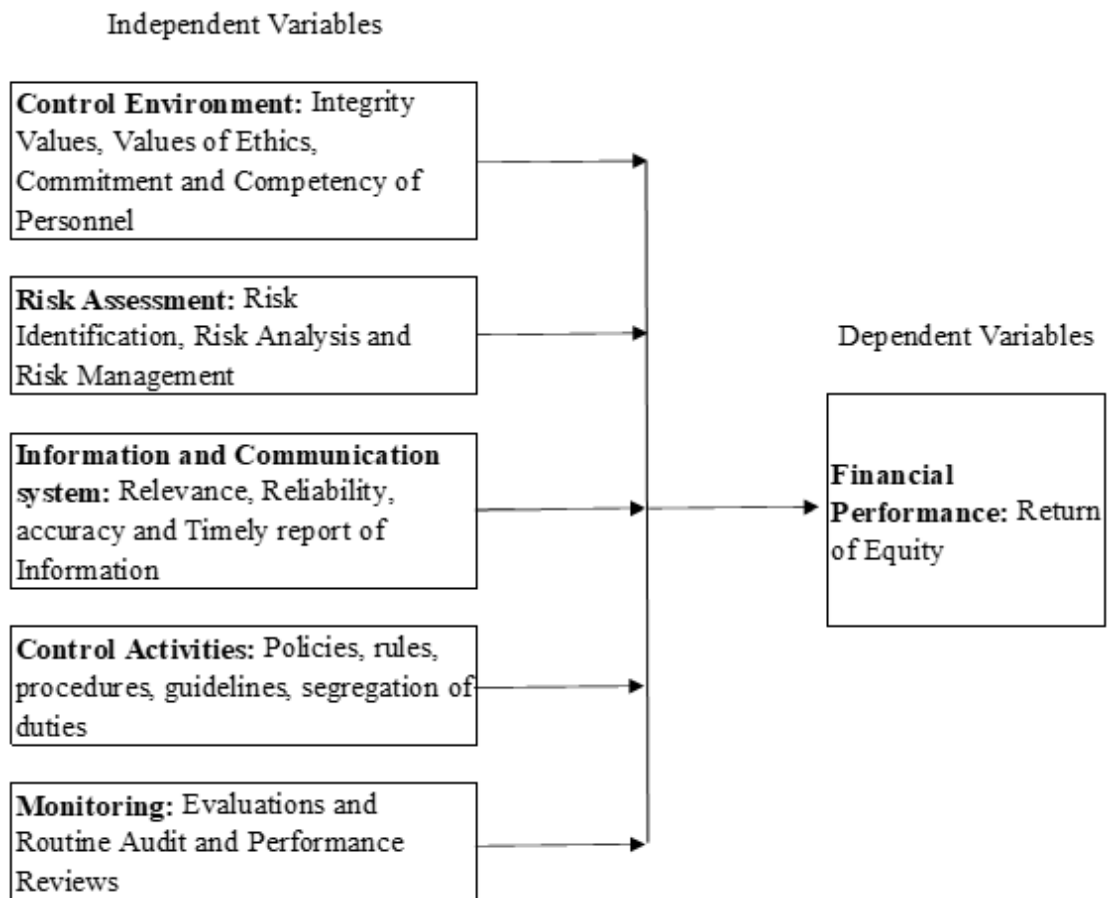 Independent Variables
Control Environment: Integrity
Values, Values of Ethics,
Commitment and Competency of
Personnel
Risk Assessment: Risk
Identification, Risk Analysis and
Risk Management
Information and Communication
system: Relevance, Reliability,
accuracy and Timely report of
Information
Control Activities: Policies, rules,
procedures, guidelines, segregation of
duties
Monitoring: Evaluations and
Routine Audit and Performance
Reviews
Dependent Variables
Financial
Performance: Return
of Equity